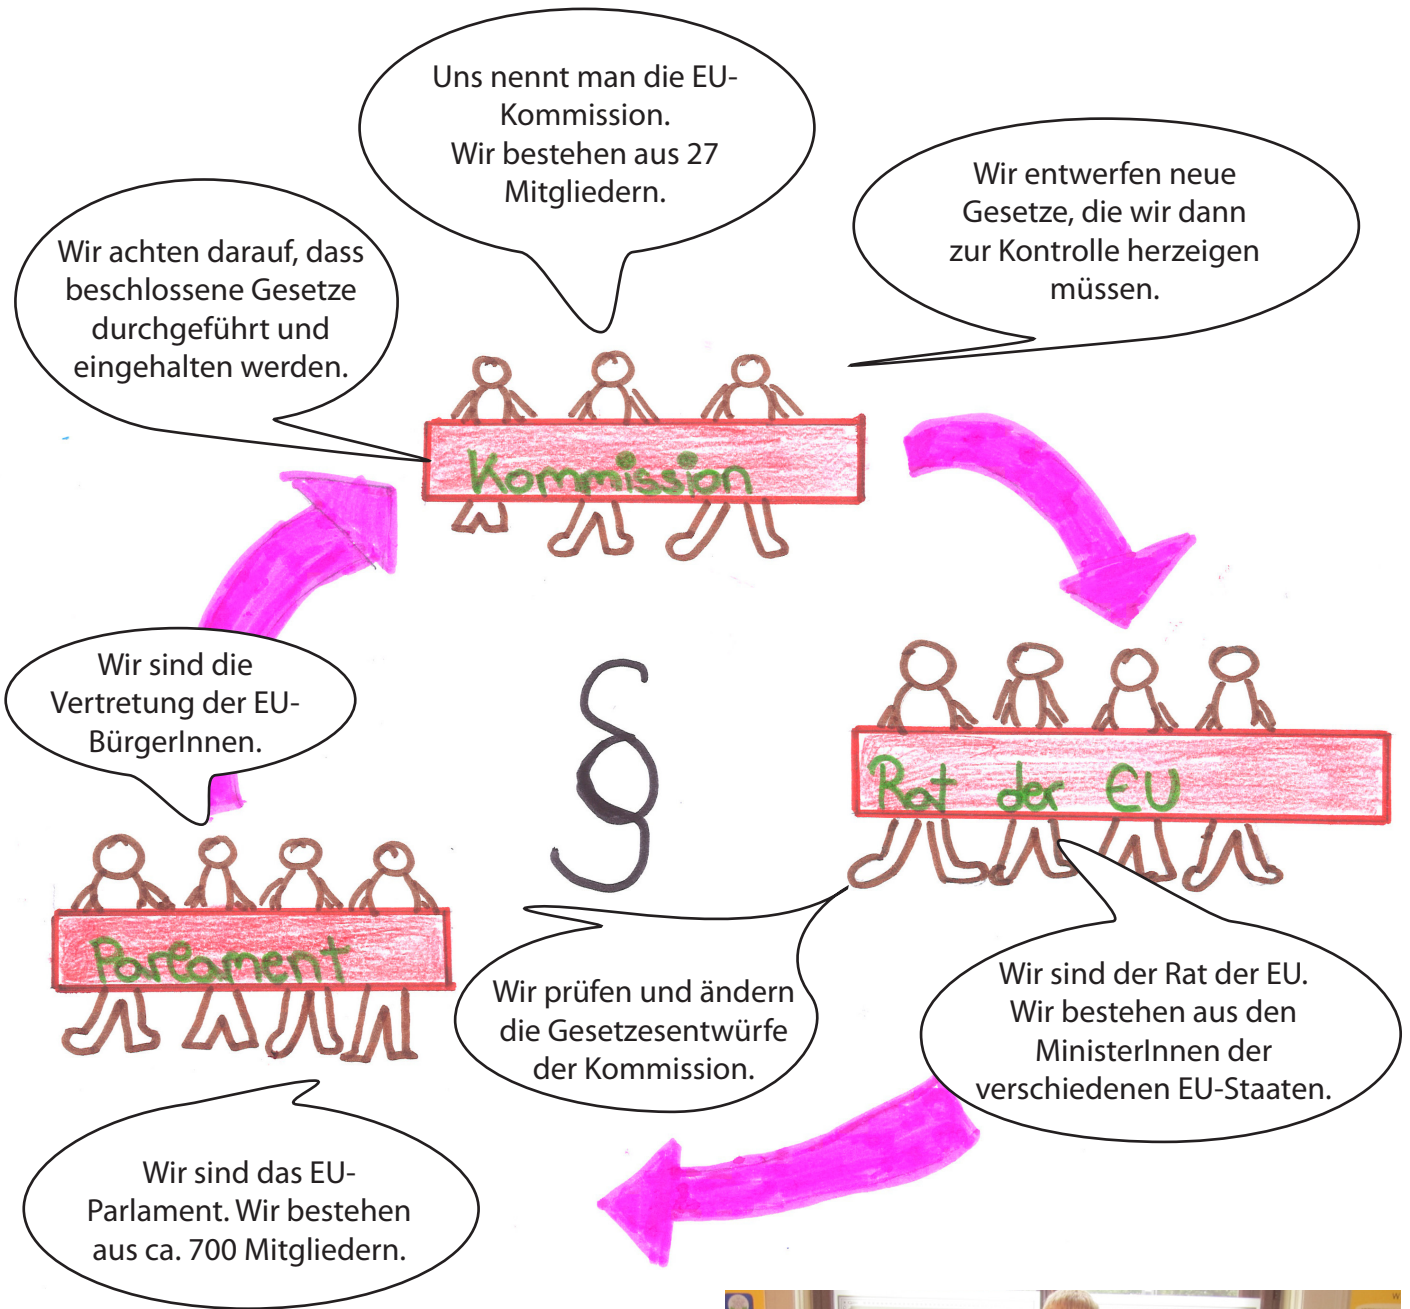 Uns nennt man die EU-
Kommission.
Wir bestehen aus 27
Mitgliedern.
Wir entwerfen neue
Gesetze, die wir dann
zur Kontrolle herzeigen
müssen.
Wir achten darauf, dass
beschlossene Gesetze
durchgeführt und
eingehalten werden.
Kommission
Wir sind die
Vertretung der EU-
BürgerInnen.
§
Rat der EU
Parlament
Wir prüfen und ändern
die Gesetzesentwürfe
der Kommission.
Wir sind der Rat der EU.
Wir bestehen aus den
MinisterInnen der
verschiedenen EU-Staaten.
Wir sind das EU-
Parlament. Wir bestehen
aus ca. 700 Mitgliedern.